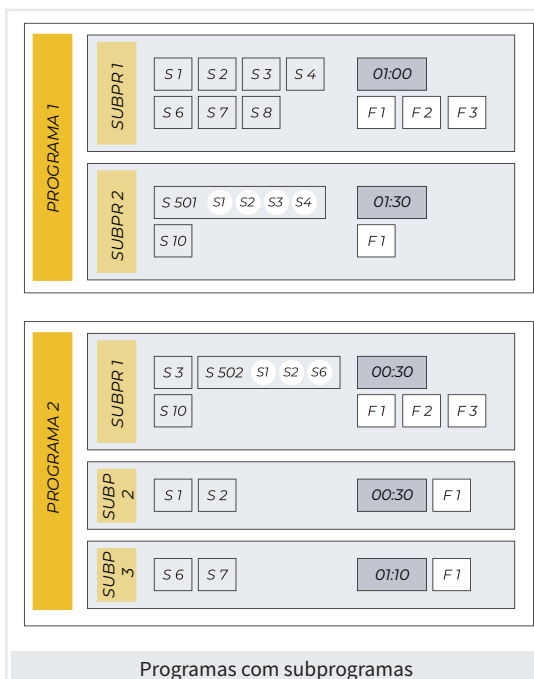 PROGRAMA 1
SUBPR 1
S 1 S 2 S 3 S 4 01:00
S 6 S 7 S 8 F 1 F 2 F 3
SUBPR 2
S 501 S1 S2 S3 S4 01:30
S 10 F 1
PROGRAMA 2
SUBPR 1
S 3 S 502 S1 S2 S6 00:30
S 10 F 1 F 2 F 3
SUBP
2
S 1 S 2 00:30 F 1
SUBP
3
S 6 S 7 01:10 F 1
Programas com subprogramas